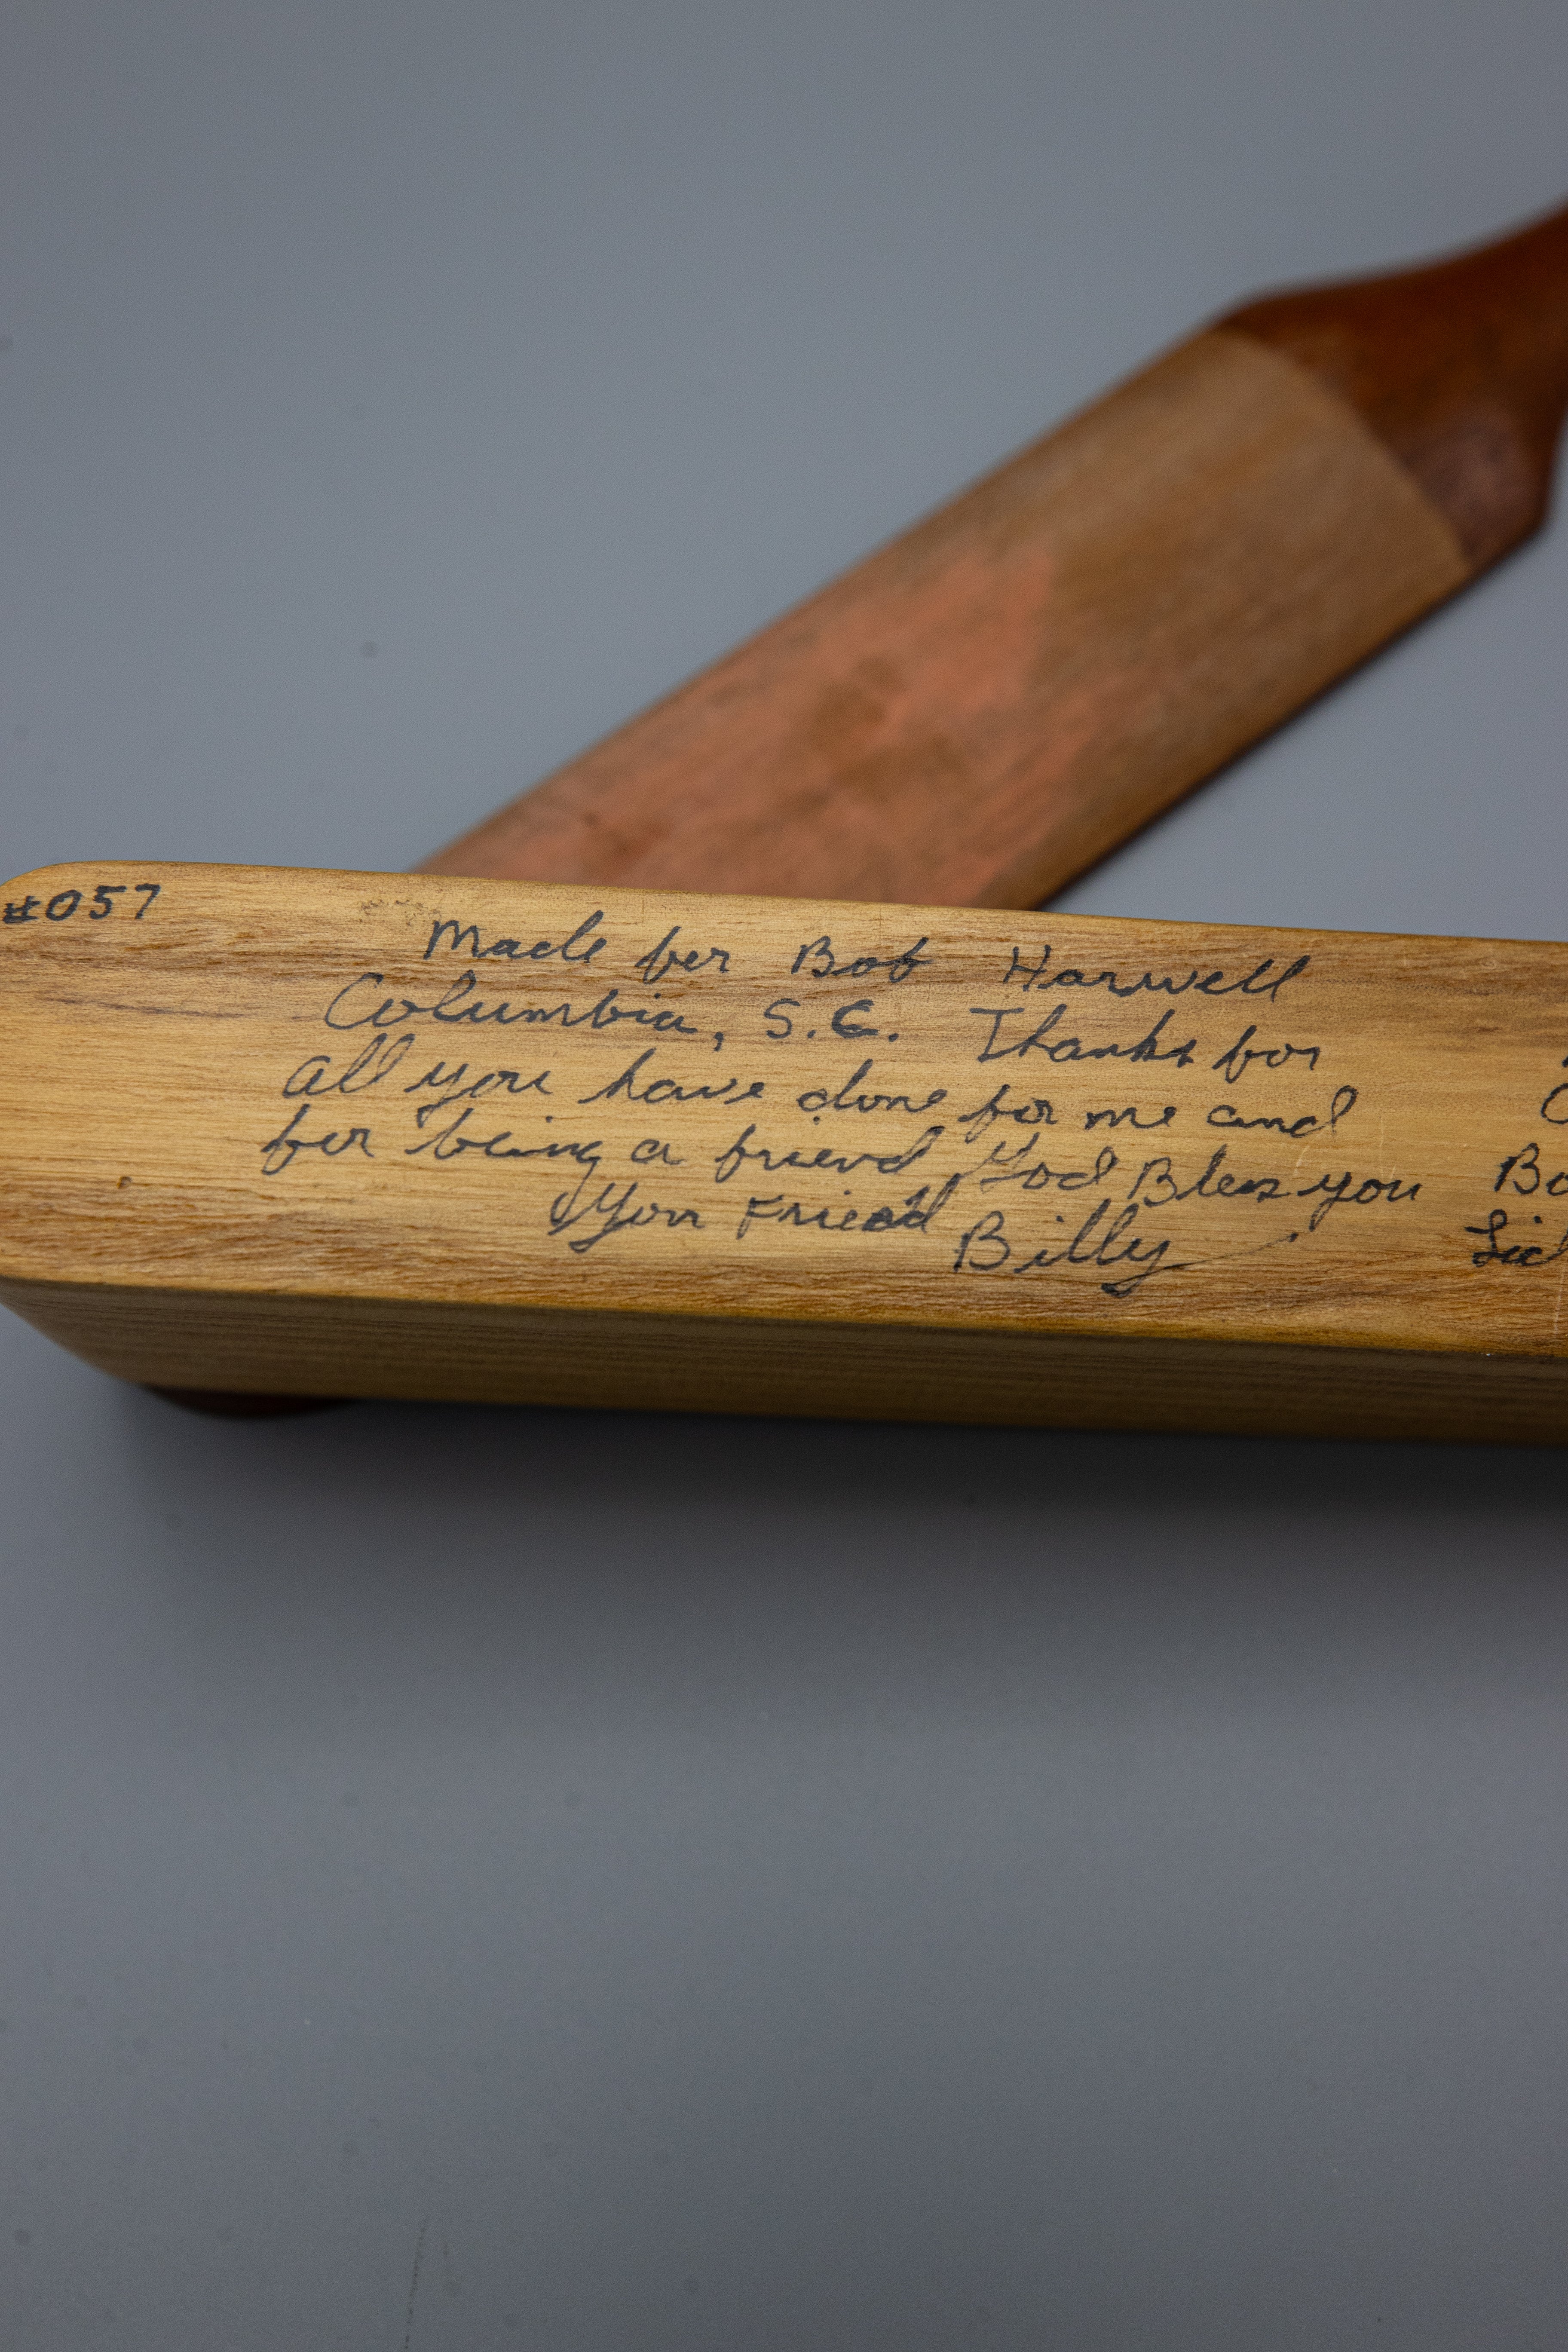 #057
Made for Bob Harwell
Columbia, S.C. Thanks for
all you have done for me and
for being a friend God Bless you
Your Friend
Billy